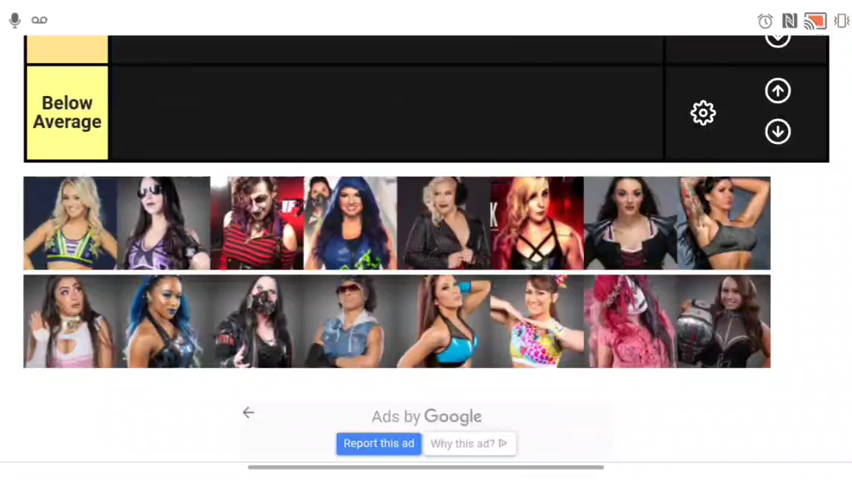 Below
Average
Ads by Google
Report this ad
Why this ad?